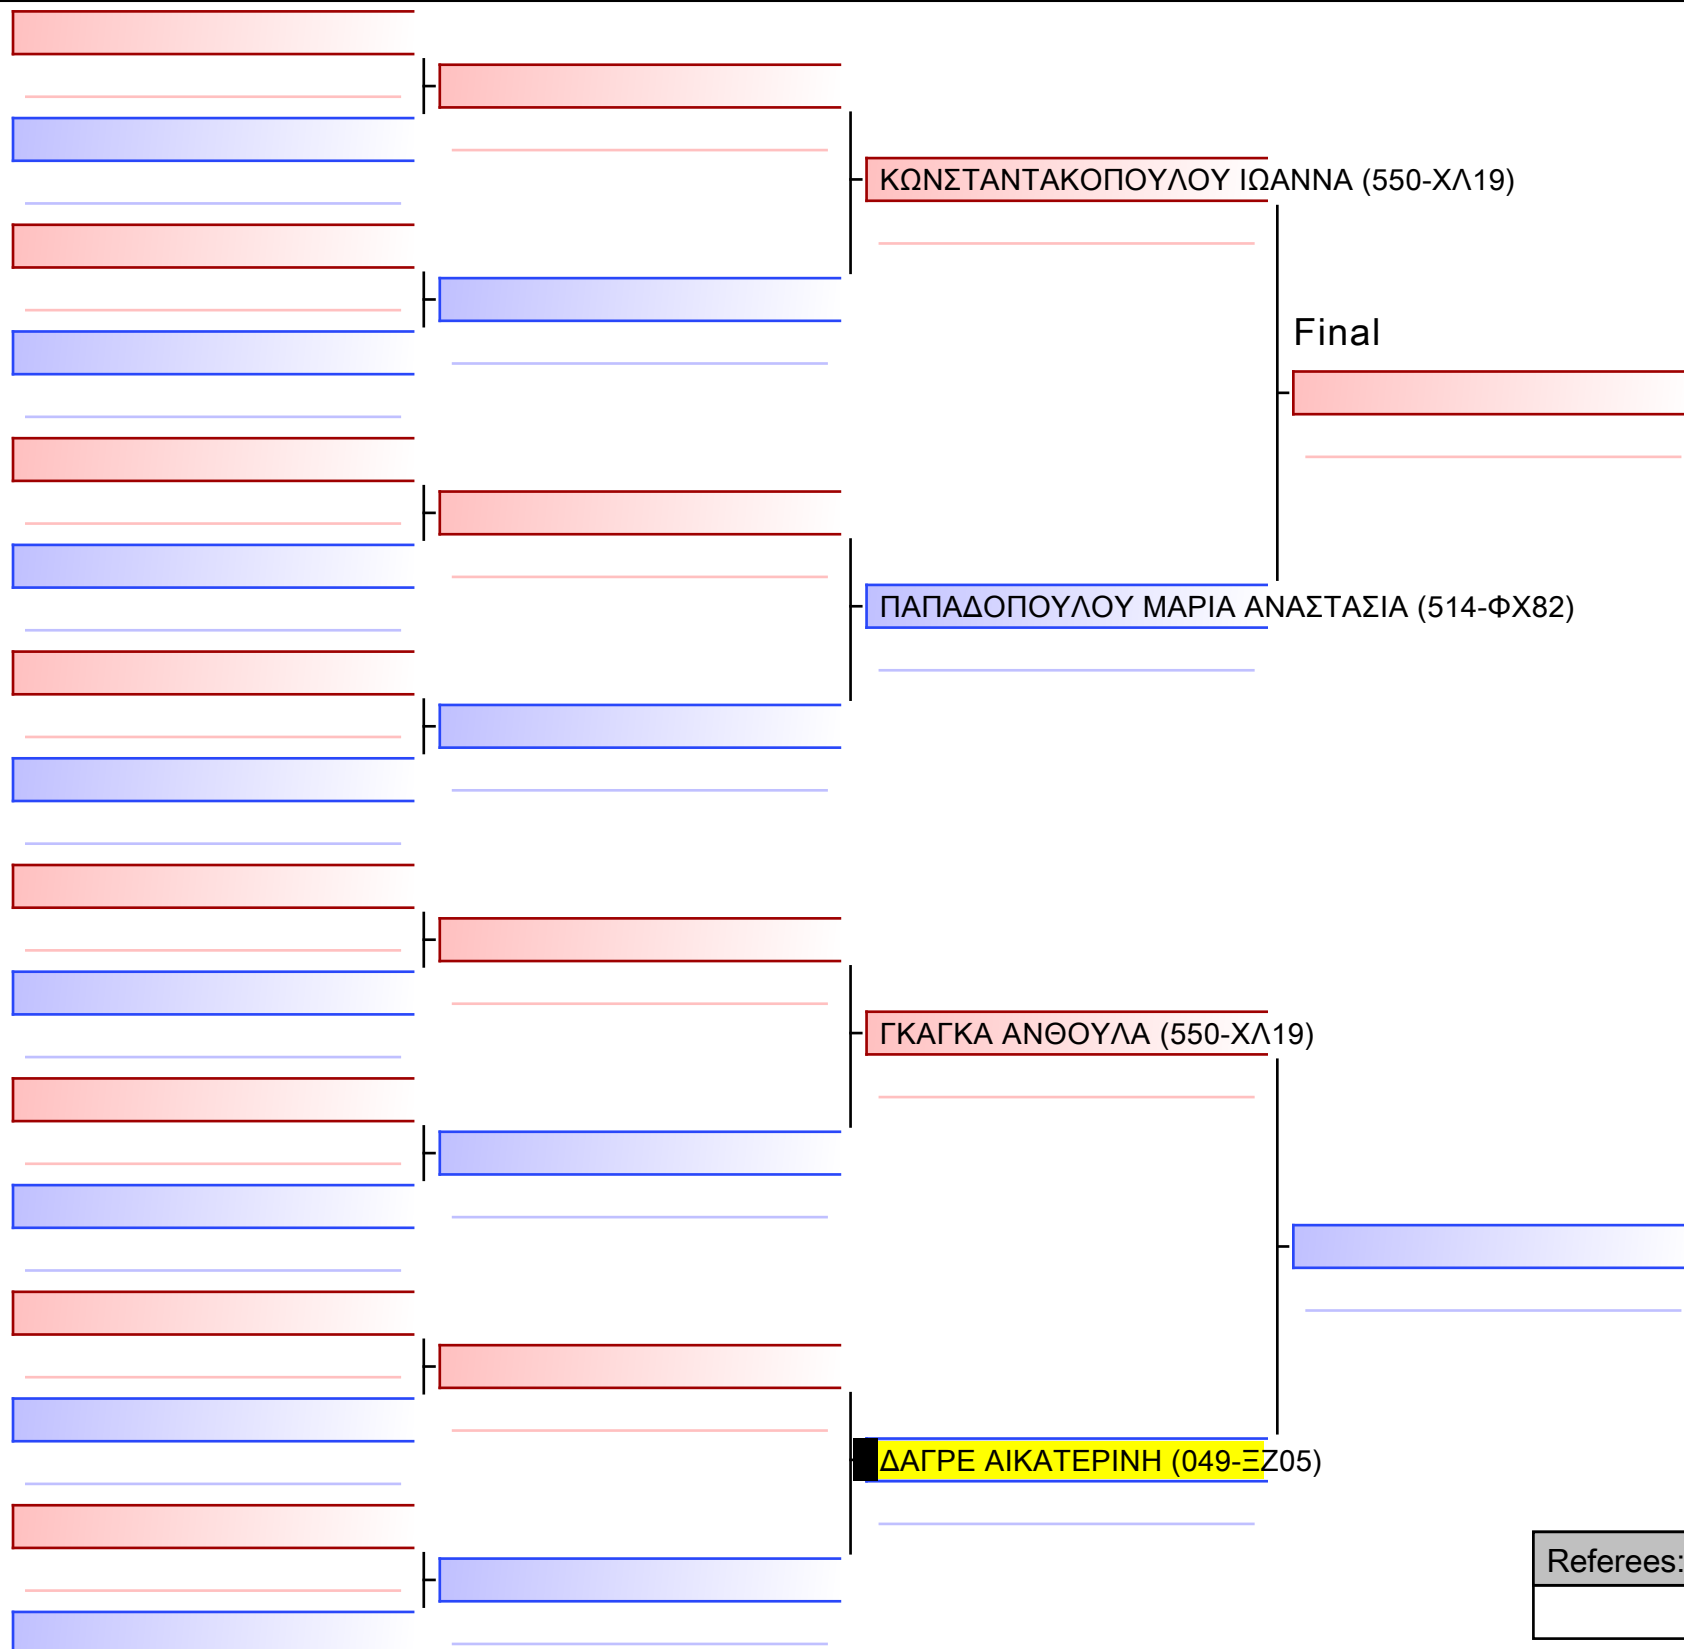 ΚΩΝΣΤΑΝΤΑΚΟΠΟΥΛΟΥ ΙΩΑΝΝΑ (550-ΧΛ19)
Final
ΠΑΠΑΔΟΠΟΥΛΟΥ ΜΑΡΙΑ ΑΝΑΣΤΑΣΙΑ (514-ΦΧ82)
ΓΚΑΓΚΑ ΑΝΘΟΥΛΑ (550-ΧΛ19)
ΔΑΓΡΕ ΑΙΚΑΤΕΡΙΝΗ (049-ΞΖ05)
Referees: